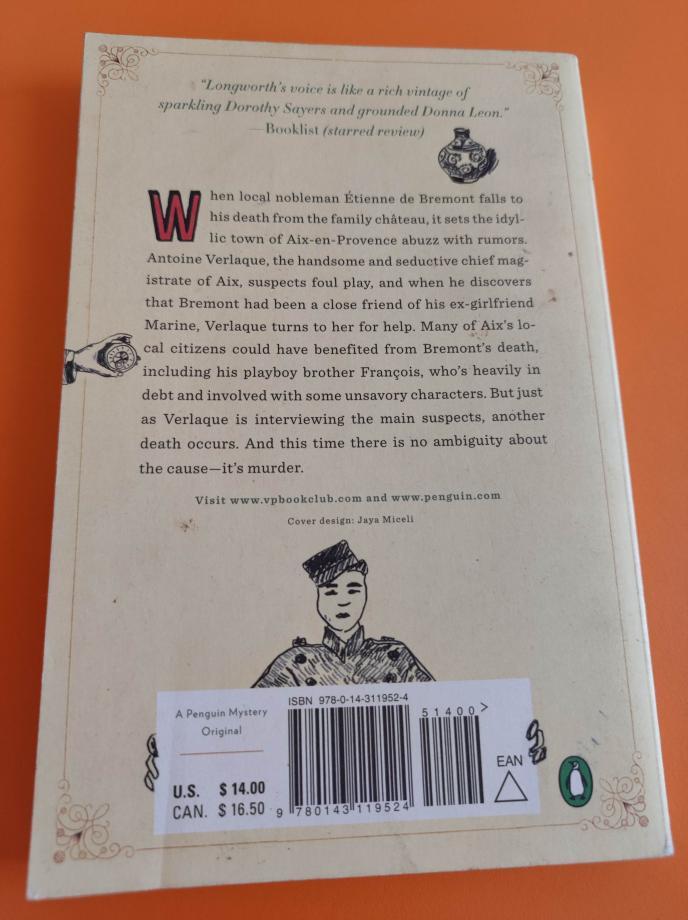 “Longworth’s voice is like a rich vintage of
sparkling Dorothy Sayers and grounded Donna Leon.”
—Booklist (starred review)
When local nobleman Étienne de Bremont falls to
his death from the family château, it sets the idyl-
lic town of Aix-en-Provence abuzz with rumors.
Antoine Verlaque, the handsome and seductive chief mag-
istrate of Aix, suspects foul play, and when he discovers
that Bremont had been a close friend of his ex-girlfriend
Marine, Verlaque turns to her for help. Many of Aix’s lo-
cal citizens could have benefited from Bremont’s death,
including his playboy brother François, who’s heavily in
debt and involved with some unsavory characters. But just
as Verlaque is interviewing the main suspects, another
death occurs. And this time there is no ambiguity about
the cause—it’s murder.
Visit www.vpbookclub.com and www.penguin.com
Cover design: Jaya Miceli
A Penguin Mystery
Original
U.S. $14.00
CAN. $16.50
ISBN 978-0-14-311952-4
51400>
9 780143 119524
EAN